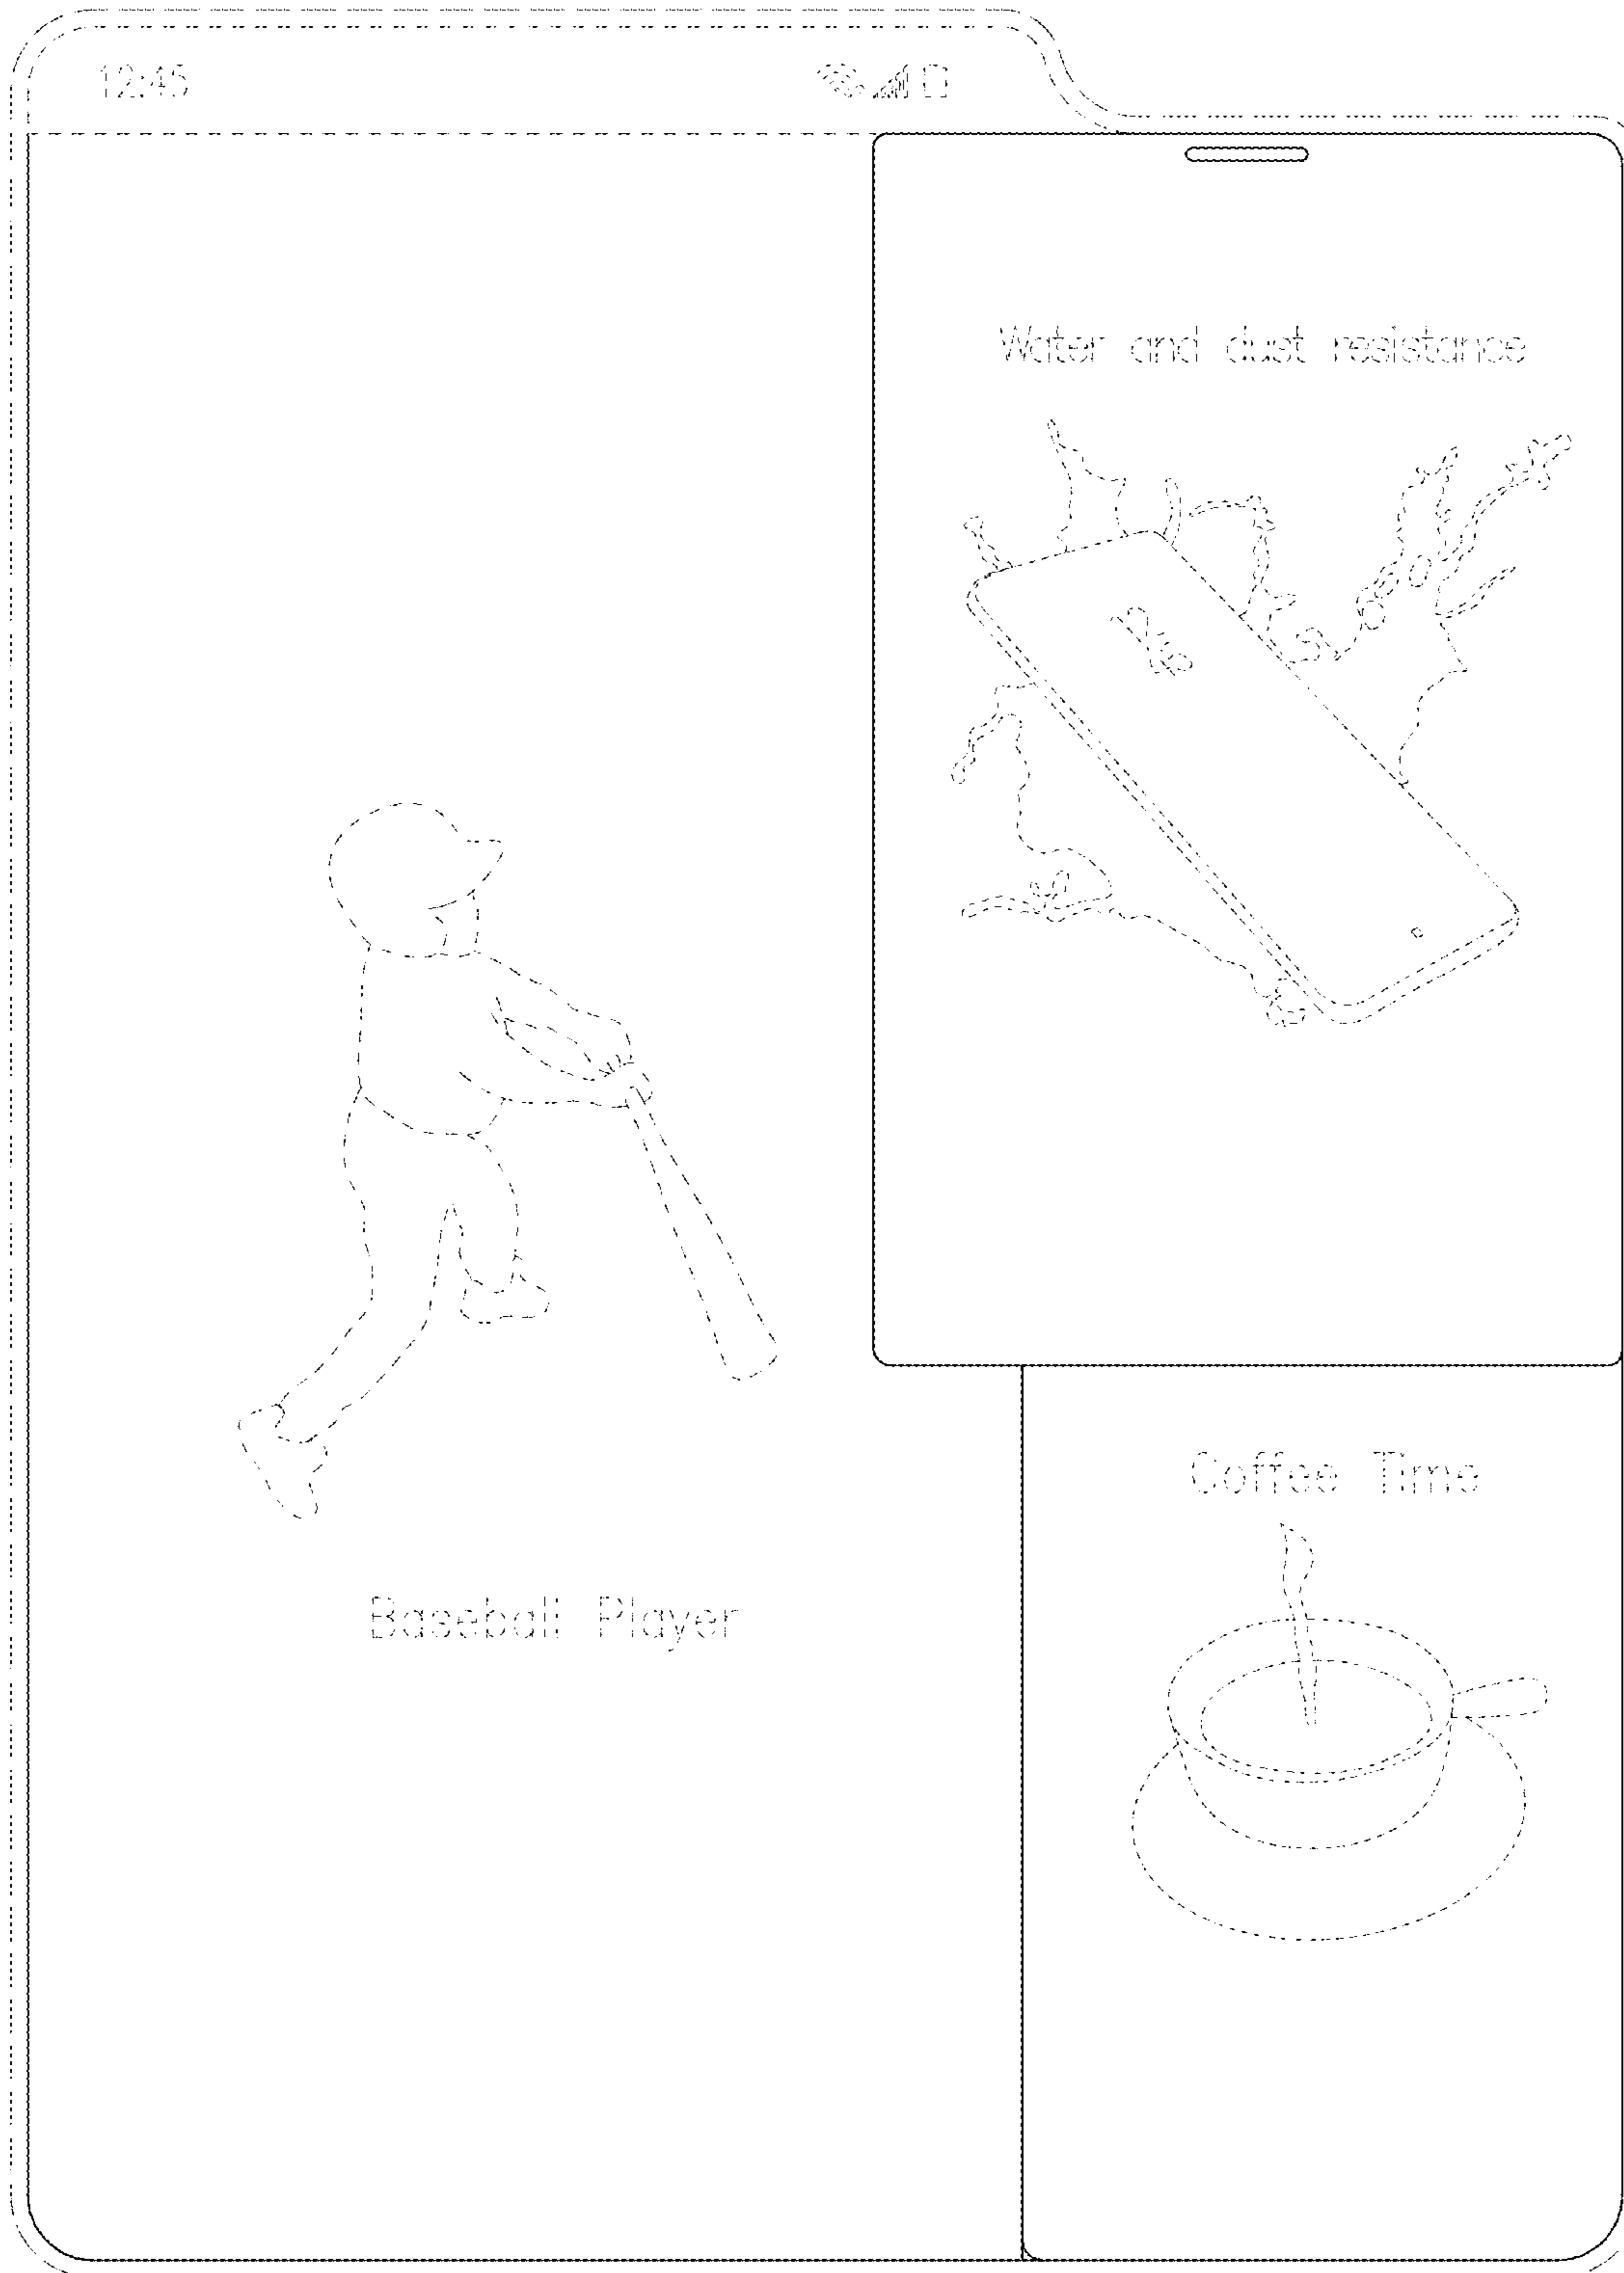 12:45
Water and dust resistance
Coffee Time
Baseball Player